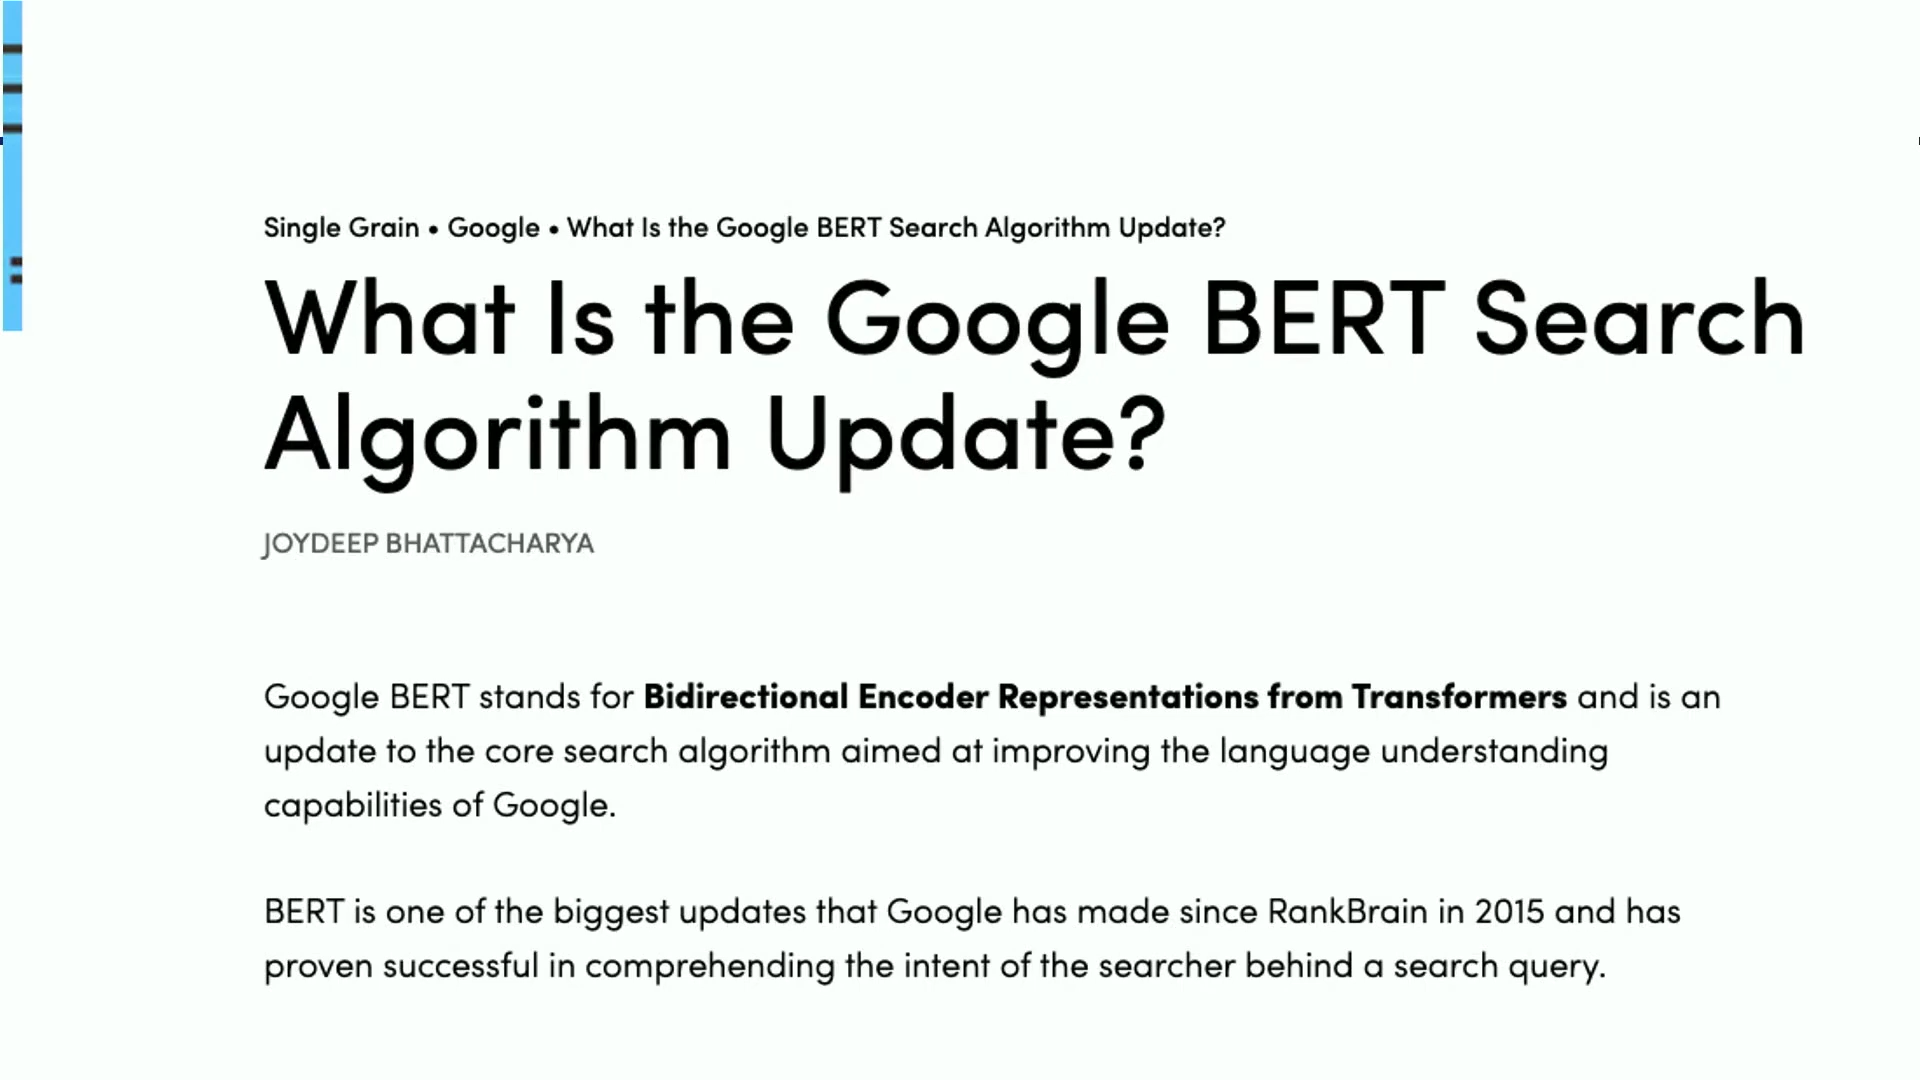 Single Grain • Google • What Is the Google BERT Search Algorithm Update?
What Is the Google BERT Search
Algorithm Update?
JOYDEEP BHATTACHARYA
Google BERT stands for Bidirectional Encoder Representations from Transformers and is an
update to the core search algorithm aimed at improving the language understanding
capabilities of Google.
BERT is one of the biggest updates that Google has made since RankBrain in 2015 and has
proven successful in comprehending the intent of the searcher behind a search query.